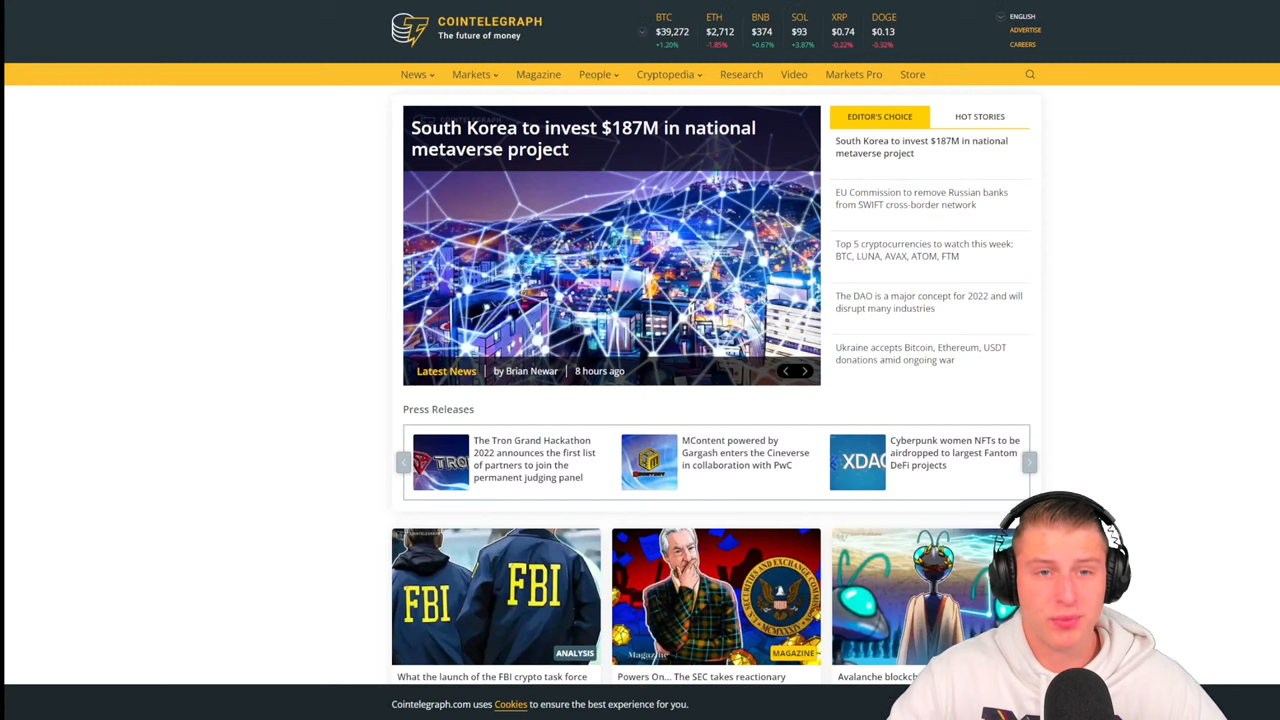 COINTELEGRAPH
The future of money
BTC
$39,272
+1.20%
ETH
$2,712
-1.85%
BNB
$374
+0.67%
SOL
$93
+3.87%
XRP
$0.74
-0.22%
DOGE
$0.13
-0.32%
ENGLISH
ADVERTISE
CAREERS
News
Markets
Magazine
People
Cryptopedia
Research
Video
Markets Pro
Store
South Korea to invest $187M in national
metaverse project
Latest News
by Brian Newar
8 hours ago
EDITOR'S CHOICE
HOT STORIES
South Korea to invest $187M in national
metaverse project
EU Commission to remove Russian banks
from SWIFT cross-border network
Top 5 cryptocurrencies to watch this week:
BTC, LUNA, AVAX, ATOM, FTM
The DAO is a major concept for 2022 and will
disrupt many industries
Ukraine accepts Bitcoin, Ethereum, USDT
donations amid ongoing war
Press Releases
TRON
The Tron Grand Hackathon
2022 announces the first list
of partners to join the
permanent judging panel
MContent powered by
Gargash enters the Cineverse
in collaboration with PwC
XDAO
Cyberpunk women NFTs to be
airdropped to largest Fantom
DeFi projects
FBI
FBI
ANALYSIS
Magazine
MAGAZINE
What the launch of the FBI crypto task force
Powers On... The SEC takes reactionary
Avalanche
Cointelegraph.com uses Cookies to ensure the best experience for you.